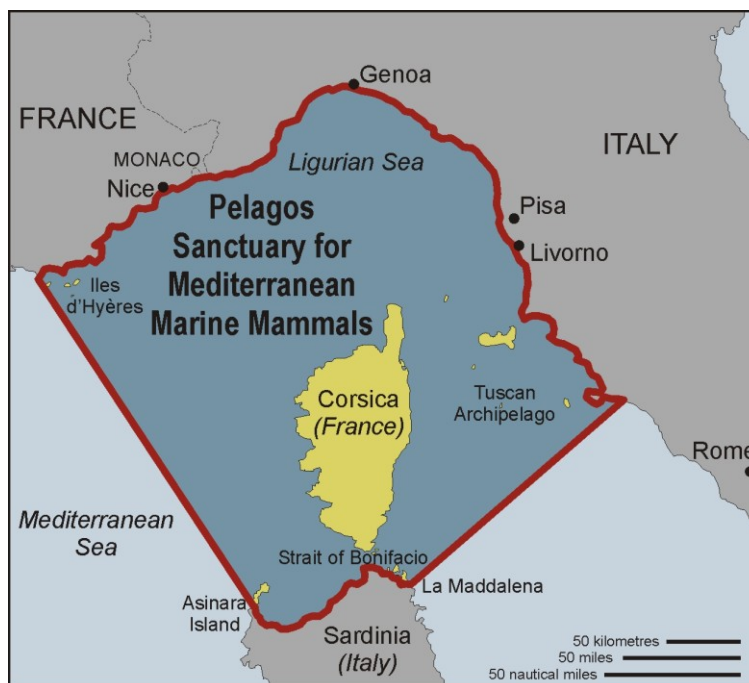 Genoa
FRANCE
ITALY
MONACO
Ligurian Sea
Nice
Pelagos
Sanctuary for
Mediterranean
Marine Mammals
Pisa
Livorno
Iles
d'Hyères
Corsica
(France)
Tuscan
Archipelago
Rome
Mediterranean
Sea
Strait of Bonifacio
La Maddalena
Asinara
Island
Sardinia
(Italy)
50 kilometres
50 miles
50 nautical miles